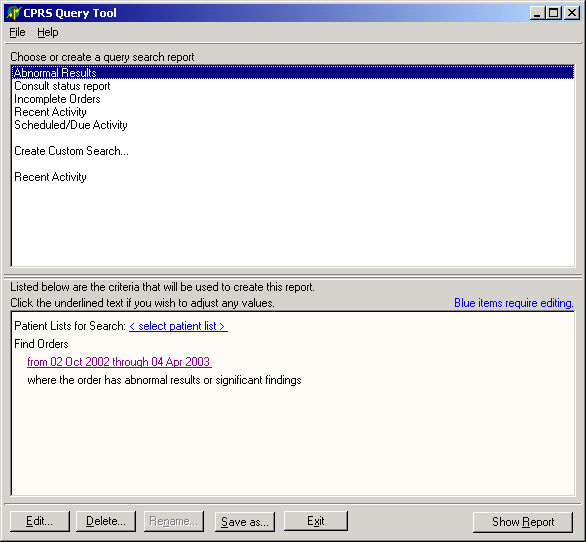 CPRS Query Tool
File Help
Choose or create a query search report
Abnormal Results
Consult status report
Incomplete Orders
Recent Activity
Scheduled/Due Activity
Create Custom Search...
Recent Activity
Listed below are the criteria that will be used to create this report.
Click the underlined text if you wish to adjust any values. Blue items require editing.
Patient Lists for Search: < select patient list >
Find Orders
from 02 Oct 2002 through 04 Apr 2003
where the order has abnormal results or significant findings
Edit... Delete... Rename... Save as... Exit Show Report